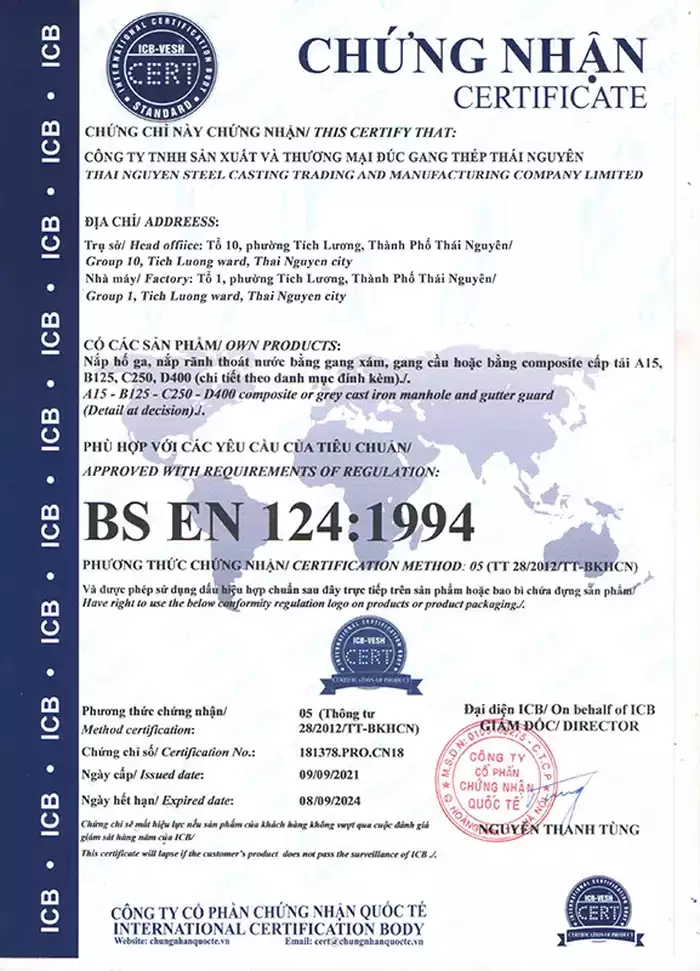 ICB • ICB • ICB • ICB • ICB • ICB • ICB • ICB • ICB • ICB
INTERNATIONAL CERTIFICATION BODY
ICB-VESH
CERT
STANDARD
CHỨNG NHẬN
CERTIFICATE
CHỨNG CHỈ NÀY CHỨNG NHẬN/ THIS CERTIFY THAT:
CÔNG TY TNHH SẢN XUẤT VÀ THƯƠNG MẠI ĐÚC GANG THÉP THÁI NGUYÊN
THAI NGUYEN STEEL CASTING TRADING AND MANUFACTURING COMPANY LIMITED
ĐỊA CHỈ/ ADDREESS:
Trụ sở/ Head offiice: Tổ 10, phường Tích Lương, Thành Phố Thái Nguyên/
Group 10, Tich Luong ward, Thai Nguyen city
Nhà máy/ Factory: Tổ 1, phường Tích Lương, Thành Phố Thái Nguyên/
Group 1, Tich Luong ward, Thai Nguyen city
CÓ CÁC SẢN PHẨM/ OWN PRODUCTS:
Nắp hố ga, nắp rãnh thoát nước bằng gang xám, gang cầu hoặc bằng composite cấp tải A15,
B125, C250, D400 (chi tiết theo danh mục đính kèm)./.
A15 - B125 - C250 - D400 composite or grey cast iron manhole and gutter guard
(Detail at decision)./.
PHÙ HỢP VỚI CÁC YÊU CẦU CỦA TIÊU CHUẨN/
APPROVED WITH REQUIREMENTS OF REGULATION:
BS EN 124:1994
PHƯƠNG THỨC CHỨNG NHẬN/ CERTIFICATION METHOD: 05 (TT 28/2012/TT-BKHCN)
Và được phép sử dụng dấu hiệu hợp chuẩn sau đây trực tiếp trên sản phẩm hoặc bao bì chứa đựng sản phẩm/
Have right to use the below conformity regulation logo on products or product packaging./.
INTERNATIONAL CERTIFICATION BODY
ICB-VESH
CERT
CERTIFICATION OF PRODUCT
Phương thức chứng nhận/ 05 (Thông tư
Method certification: 28/2012/TT-BKHCN)
Chứng chỉ số/ Certification No.: 181378.PRO.CN18
Ngày cấp/ Issued date: 09/09/2021
Ngày hết hạn/ Expired date: 08/09/2024
Đại diện ICB/ On behalf of ICB
GIÁM ĐỐC/ DIRECTOR
CÔNG TY
CỔ PHẦN
CHỨNG NHẬN
QUỐC TẾ
NGUYỄN THANH TÙNG
Chứng chỉ sẽ mất hiệu lực nếu sản phẩm của khách hàng không vượt qua cuộc đánh giá
giám sát hàng năm của ICB/
This certificate will lapse if the customer's product does not pass the surveillance of ICB ./.
CÔNG TY CỔ PHẦN CHỨNG NHẬN QUỐC TẾ
INTERNATIONAL CERTIFICATION BODY
Website: chungnhanquocte.vn Email: cert@chungnhanquocte.vn
ICB-VESH
CERT
CERTIFICATION OF PRODUCT